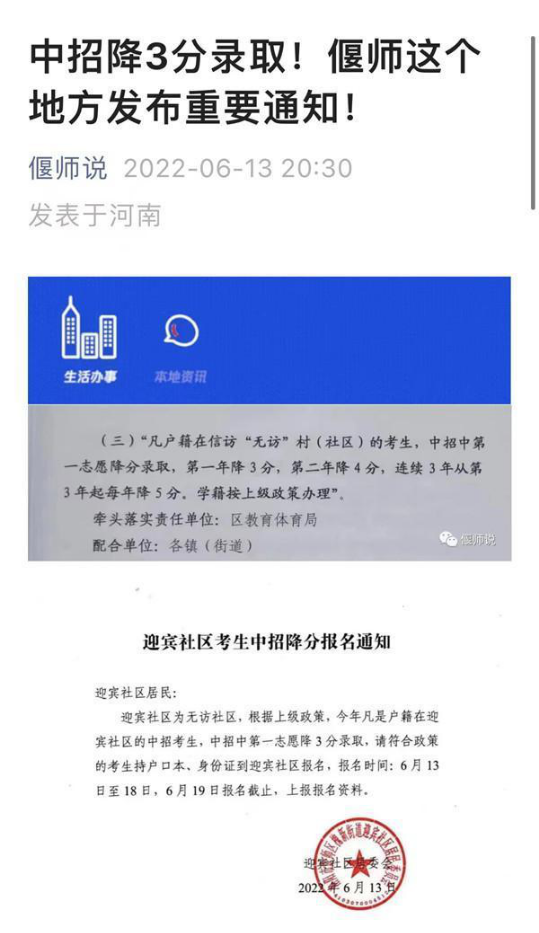 中招降3分录取！偃师这个
地方发布重要通知！
偃师说 2022-06-13 20:30
发表于河南
生活办事 本地资讯
（三）“凡户籍在信访“无访”村（社区）的考生，中招中第
一志愿降分录取，第一年降3分，第二年降4分，连续3年从第
3年起每年降5分。学籍按上级政策办理”。
牵头落实责任单位：区教育体育局
配合单位：各镇（街道）
偃师说
迎宾社区考生中招降分报名通知
迎宾社区居民：
迎宾社区为无访社区，根据上级政策，今年凡是户籍在迎
宾社区的中招考生，中招中第一志愿降3分录取，请符合政策
的考生持户口本、身份证到迎宾社区报名，报名时间：6月13
日至18日，6月19日报名截止，上报报名资料。
迎宾社区居委会
2022年6月13日